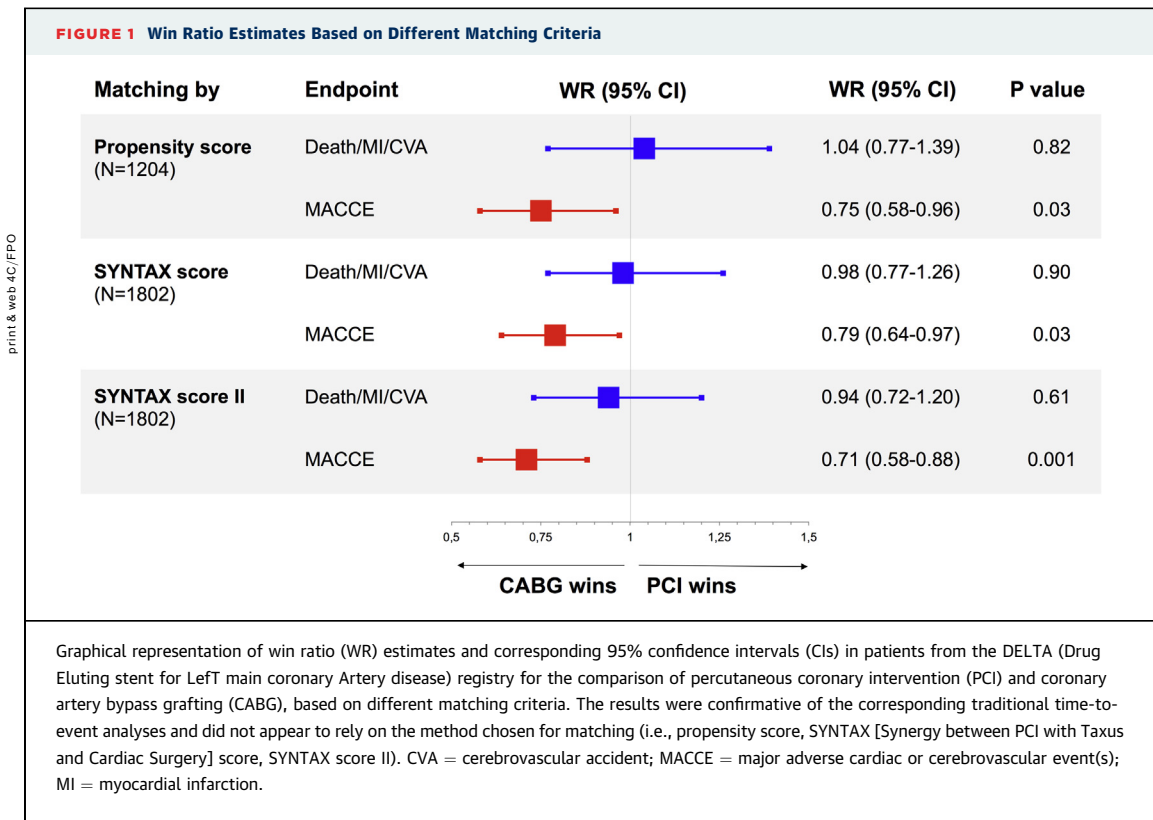 FIGURE 1 Win Ratio Estimates Based on Different Matching Criteria
Matching by Endpoint WR (95% CI) WR (95% CI) P value
Propensity score Death/MI/CVA 1.04 (0.77-1.39) 0.82
(N=1204)
MACCE 0.75 (0.58-0.96) 0.03
SYNTAX score Death/MI/CVA 0.98 (0.77-1.26) 0.90
(N=1802)
MACCE 0.79 (0.64-0.97) 0.03
SYNTAX score II Death/MI/CVA 0.94 (0.72-1.20) 0.61
(N=1802)
MACCE 0.71 (0.58-0.88) 0.001
0,5 0,75 1 1,25 1,5
CABG wins PCI wins
print & web 4C/FPO
Graphical representation of win ratio (WR) estimates and corresponding 95% confidence intervals (CIs) in patients from the DELTA (Drug
Eluting stent for LefT main coronary Artery disease) registry for the comparison of percutaneous coronary intervention (PCI) and coronary
artery bypass grafting (CABG), based on different matching criteria. The results were confirmative of the corresponding traditional time-to-
event analyses and did not appear to rely on the method chosen for matching (i.e., propensity score, SYNTAX [Synergy between PCI with Taxus
and Cardiac Surgery] score, SYNTAX score II). CVA = cerebrovascular accident; MACCE = major adverse cardiac or cerebrovascular event(s);
MI = myocardial infarction.